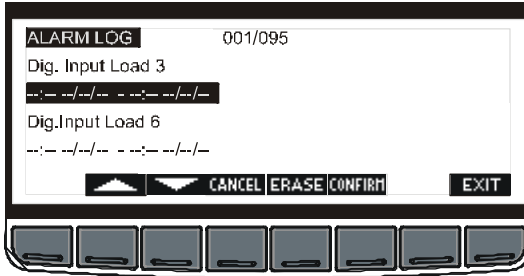 ALARM LOG 001/095
Dig. Input Load 3
--:-- --/--/-- - --:-- --/--/--
Dig.Input Load 6
--:-- --/--/-- - --:-- --/--/--
CANCEL ERASE CONFIRM EXIT